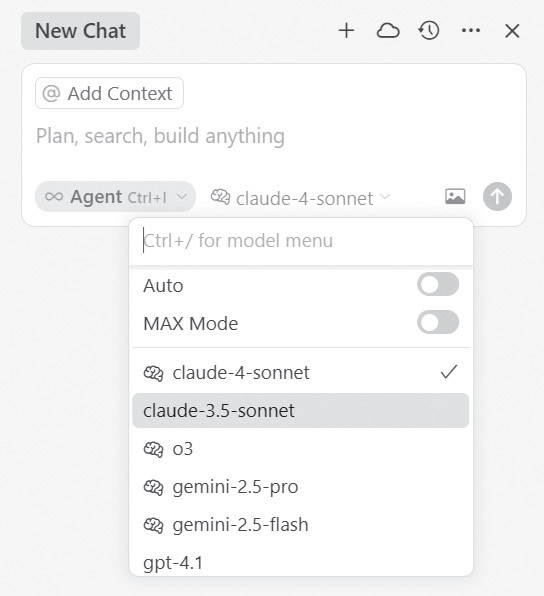 New Chat
@ Add Context
Plan, search, build anything
Agent Ctrl+I claude-4-sonnet
Ctrl+/ for model menu
Auto
MAX Mode
claude-4-sonnet
claude-3.5-sonnet
o3
gemini-2.5-pro
gemini-2.5-flash
gpt-4.1